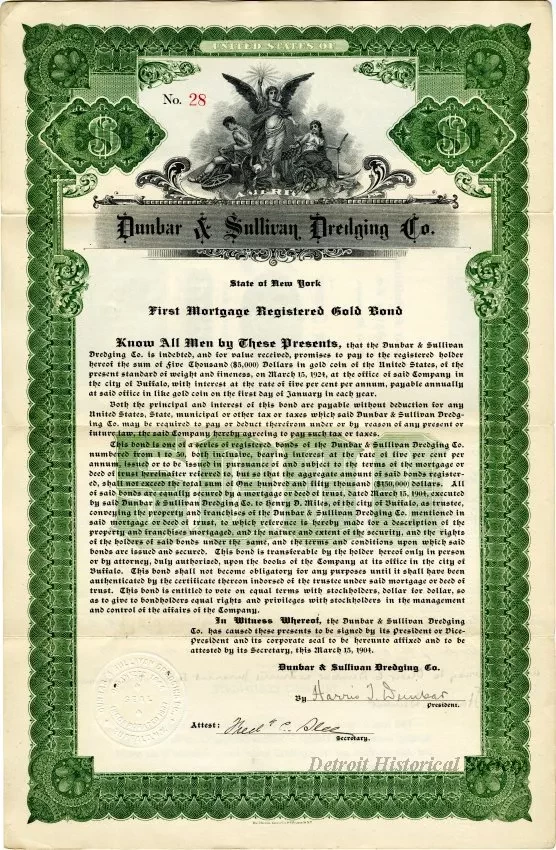 UNITED STATES OF
No. 28
AMERICA
Dunbar & Sullivan Dredging Co.
State of New York
First Mortgage Registered Gold Bond
Know All Men by These Presents, that the Dunbar & Sullivan
Dredging Co. is indebted, and for value received, promises to pay to the registered holder
hereof the sum of Five Thousand ($5,000) Dollars in gold coin of the United States, of the
present standard of weight and fineness, on March 15, 1924, at the office of said Company in
the city of Buffalo, with interest at the rate of five per cent per annum, payable annually
at said office in like gold coin on the first day of January in each year.
Both the principal and interest of this bond are payable without deduction for any
United States, State, municipal or other tax or taxes which said Dunbar & Sullivan Dredg-
ing Co. may be required to pay or deduct therefrom under or by reason of any present or
future law, the said Company hereby agreeing to pay such tax or taxes.
This bond is one of a series of registered bonds of the Dunbar & Sullivan Dredging Co.
numbered from 1 to 50, both inclusive, bearing interest at the rate of five per cent per
annum, issued or to be issued in pursuance of and subject to the terms of the mortgage or
deed of trust hereinafter referred to, but so that the aggregate amount of said bonds register-
ed, shall not exceed the total sum of One hundred and fifty thousand ($150,000) dollars. All
of said bonds are equally secured by a mortgage or deed of trust, dated March 15, 1904, executed
by said Dunbar & Sullivan Dredging Co. to Henry D. Miles, of the city of Buffalo, as trustee,
conveying the property and franchises of the Dunbar & Sullivan Dredging Co. mentioned in
said mortgage or deed of trust, to which reference is hereby made for a description of the
property and franchises mortgaged, and the nature and extent of the security, and the rights
of the holders of said bonds under the same, and the terms and conditions upon which said
bonds are issued and secured. This bond is transferable by the holder hereof only in person
or by attorney, duly authorized, upon the books of the Company at its office in the city of
Buffalo. This bond shall not become obligatory for any purposes until it shall have been
authenticated by the certificate thereon indorsed of the trustee under said mortgage or deed of
trust. This bond is entitled to vote on equal terms with stockholders, dollar for dollar, so
as to give to bondholders equal rights and privileges with stockholders in the management
and control of the affairs of the Company.
In Witness Whereof, the Dunbar & Sullivan Dredging
Co. has caused these presents to be signed by its President or Vice-
President and its corporate seal to be hereunto affixed and to be
attested by its Secretary, this March 15, 1904.
Dunbar & Sullivan Dredging Co.
By Harris T. Dunbar
President.
Attest:
Secretary.
SEAL
Detroit Historical Society